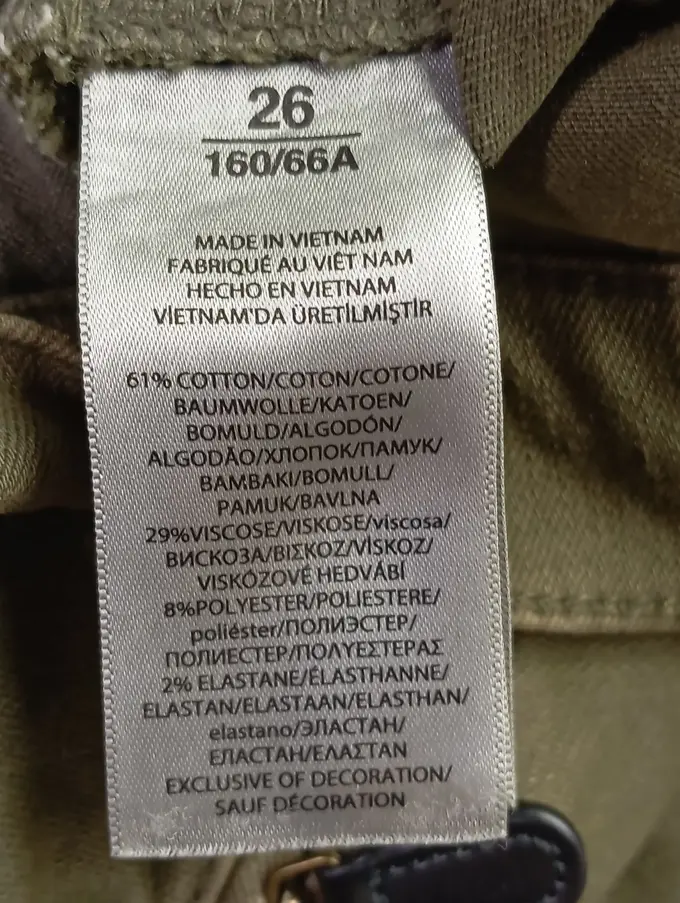 26
160/66A
MADE IN VIETNAM
FABRIQUÉ AU VIÊT NAM
HECHO EN VIETNAM
VİETNAM'DA ÜRETİLMİŞTİR
61% COTTON/COTON/COTONE/
BAUMWOLLE/KATOEN/
BOMULD/ALGODÓN/
ALGODÃO/ХЛОПОК/ПАМУК/
BAMBAKI/BOMULL/
PAMUK/BAVLNA
29%VISCOSE/VISKOSE/viscosa/
ВИСКОЗА/ΒΙΣΚΟΖ/VİSKOZ/
VISKÓZOVÉ HEDVÁBÍ
8%POLYESTER/POLIESTERE/
poliéster/ПОЛИЭСТЕР/
ПОЛИЕСТЕР/ΠΟΛΥΕΣΤΕΡΑΣ
2% ELASTANE/ÉLASTHANNE/
ELASTAN/ELASTAAN/ELASTHAN/
elastano/ЭЛАСТАН/
ЕЛАСТАН/ΕΛΑΣΤΑΝ
EXCLUSIVE OF DECORATION/
SAUF DÉCORATION